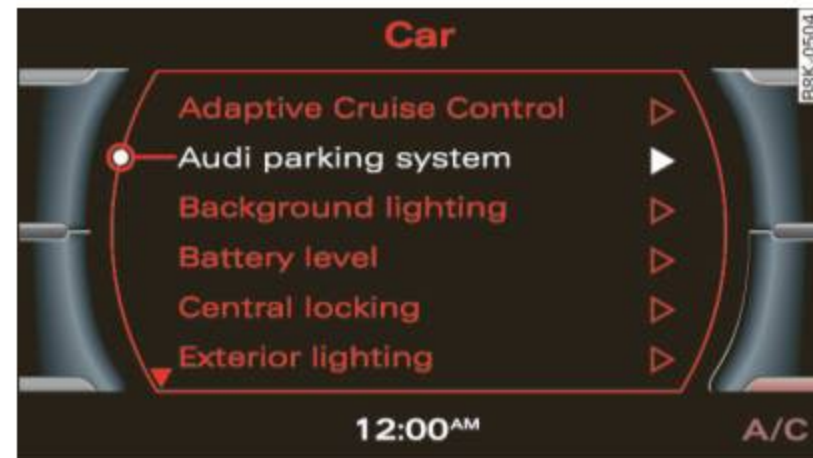 Car
B8K-0504
Adaptive Cruise Control
Audi parking system
Background lighting
Battery level
Central locking
Exterior lighting
12:00AM
A/C